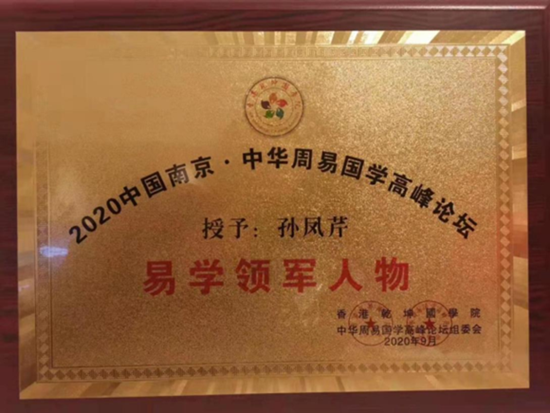 2020中国南京·中华周易国学高峰论坛
授予：孙凤芹
易学领军人物
香港乾坤國學院
中华周易国学高峰论坛组委会
2020年9月